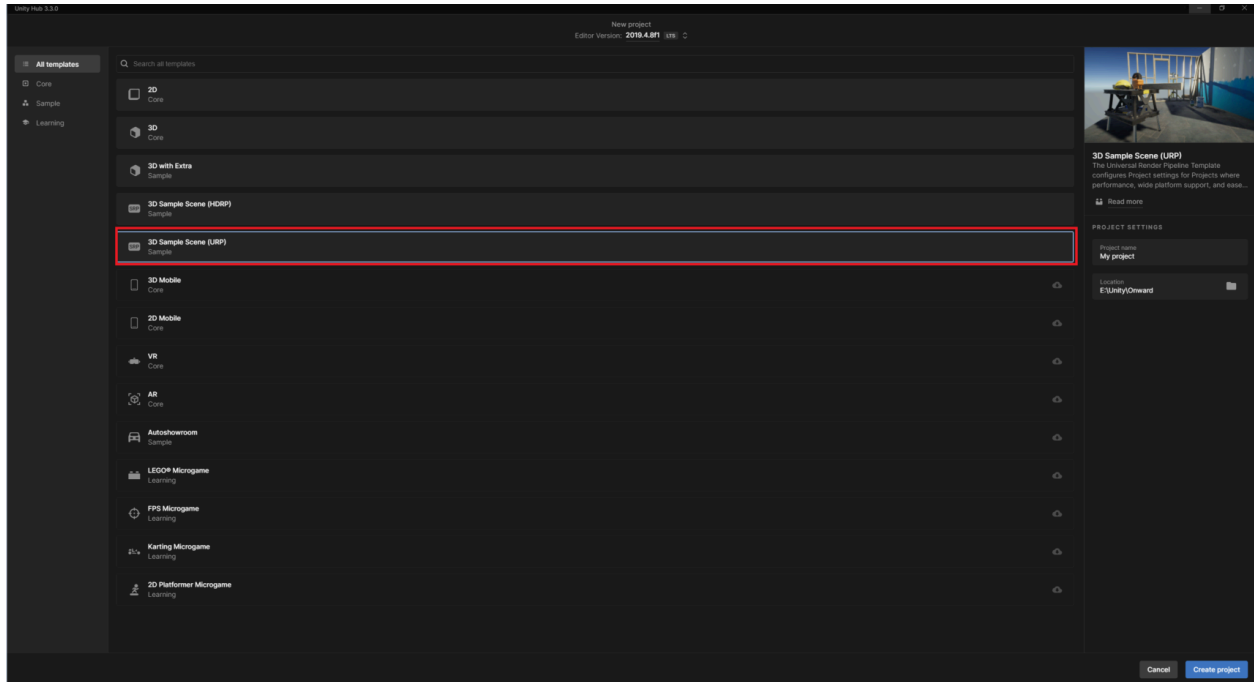 Unity Hub 3.3.0
New project
Editor Version: 2019.4.8f1 LTS
All templates
Core
Sample
Learning
Search all templates
2D
Core
3D
Core
3D with Extra
Sample
SRP
3D Sample Scene (HDRP)
Sample
SRP
3D Sample Scene (URP)
Sample
3D Mobile
Core
2D Mobile
Core
VR
Core
AR
Core
Autoshowroom
Sample
LEGO® Microgame
Learning
FPS Microgame
Learning
Karting Microgame
Learning
2D Platformer Microgame
Learning
3D Sample Scene (URP)
The Universal Render Pipeline Template
configures Project settings for Projects where
performance, wide platform support, and ease...
Read more
PROJECT SETTINGS
Project name
My project
Location
E:\Unity\Onward
Cancel
Create project